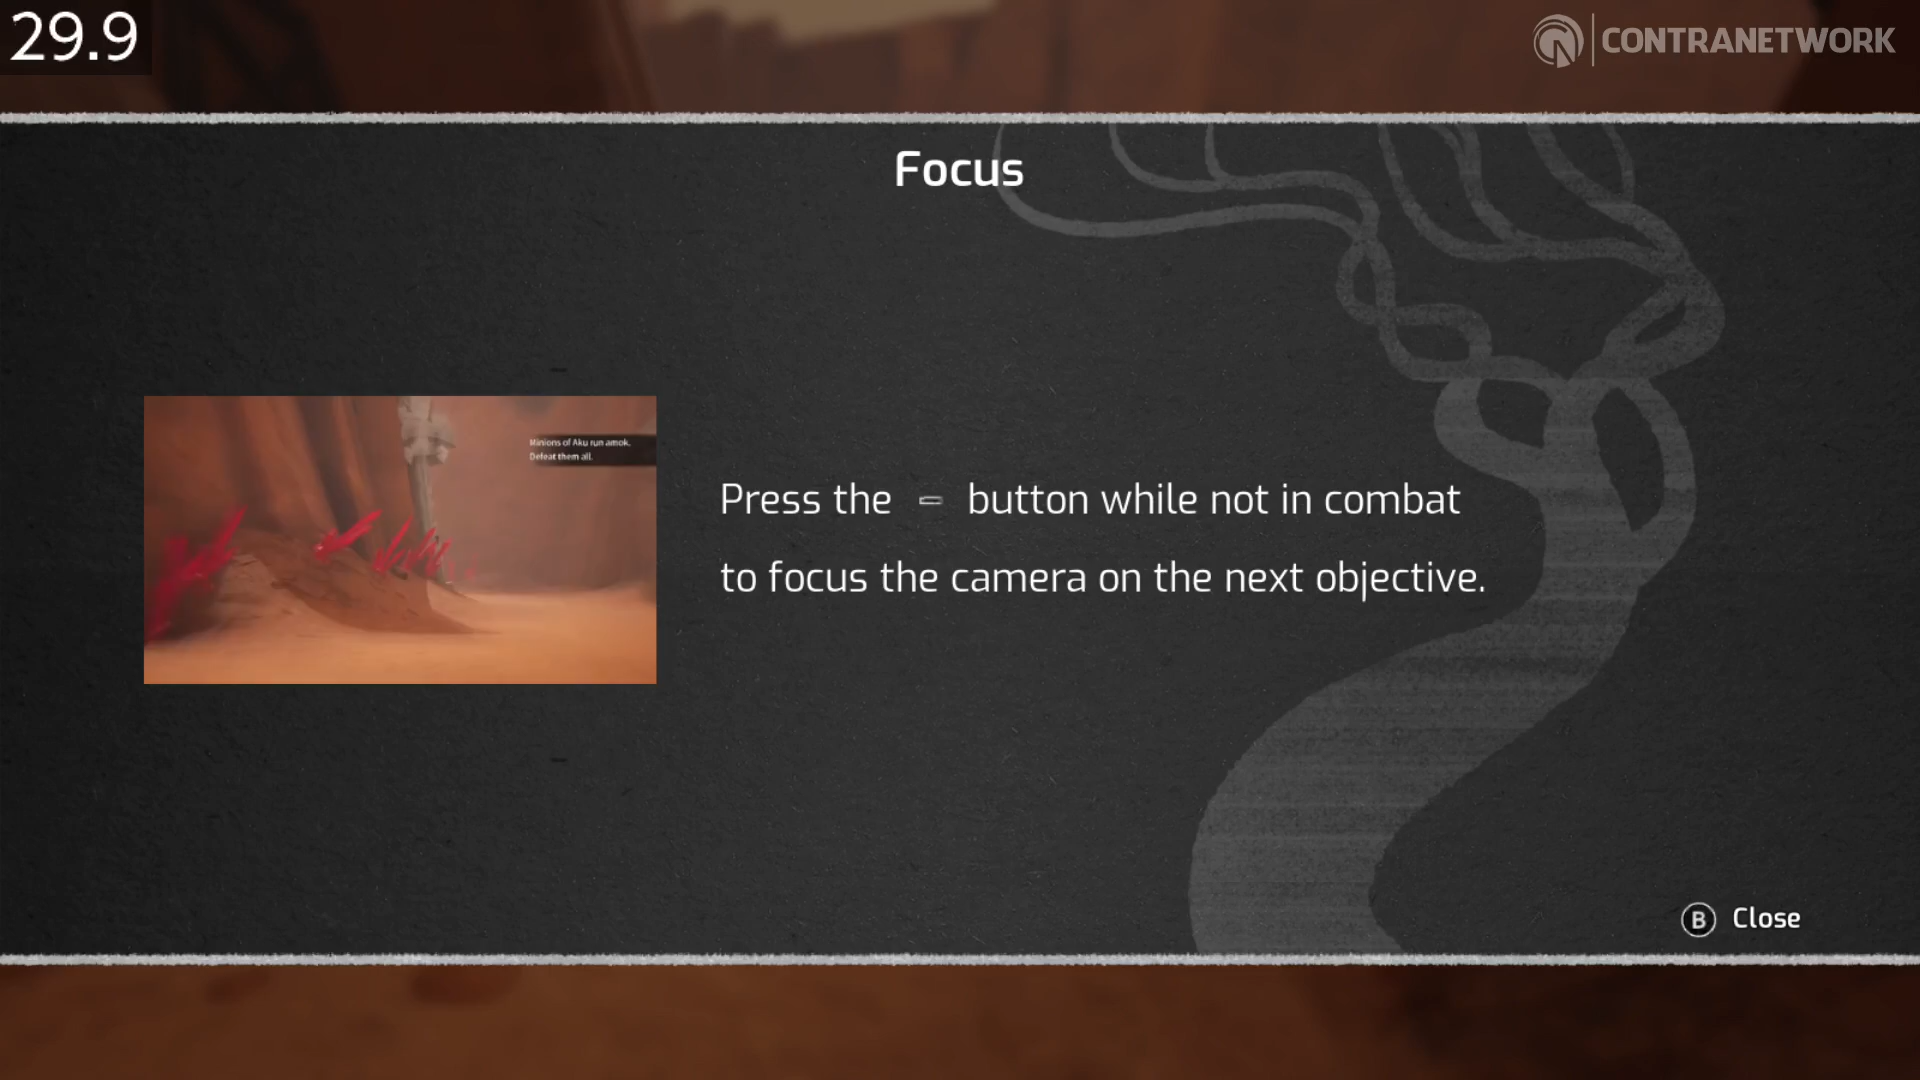 29.9
CONTRANETWORK
Focus
Minions of Aku run amok.
Defeat them all.
Press the button while not in combat
to focus the camera on the next objective.
B Close